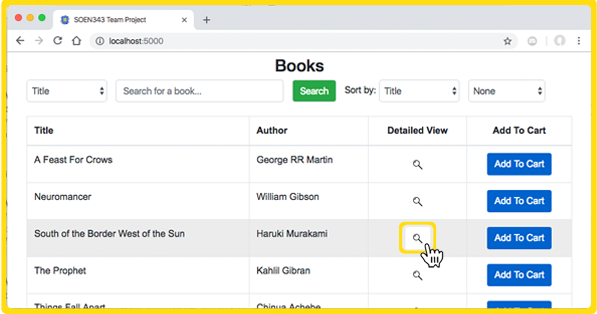 SOEN343 Team Project
localhost:5000
Books
Title Search for a book... Search Sort by: Title None
Title Author Detailed View Add To Cart
A Feast For Crows George RR Martin Add To Cart
Neuromancer William Gibson Add To Cart
South of the Border West of the Sun Haruki Murakami Add To Cart
The Prophet Kahlil Gibran Add To Cart
Things Fall Apart Chinua Achebe